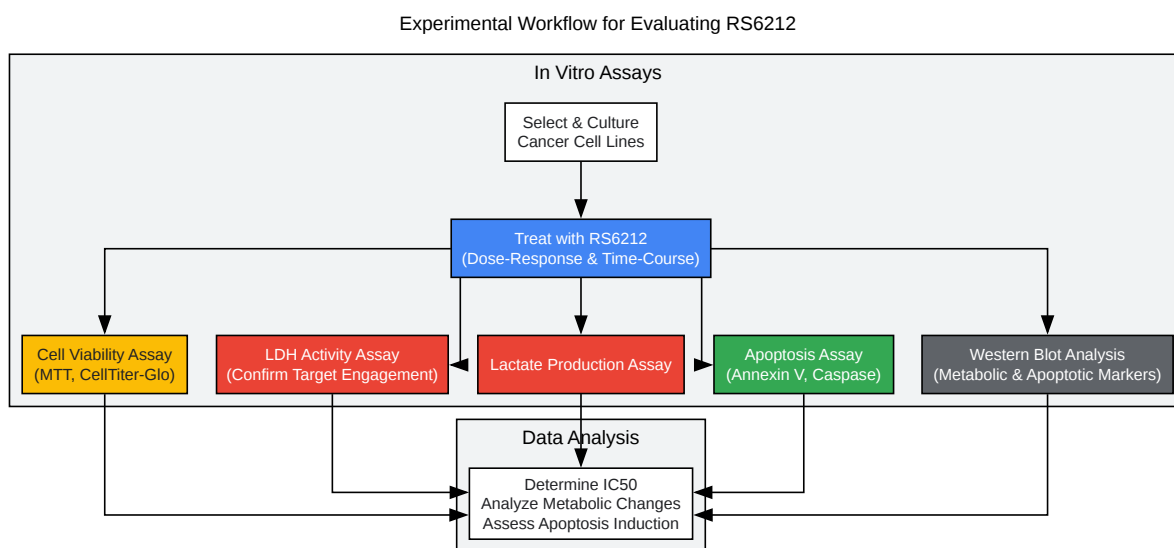 Experimental Workflow for Evaluating RS6212
In Vitro Assays
Select & Culture
Cancer Cell Lines
Treat with RS6212
(Dose-Response & Time-Course)
Cell Viability Assay
(MTT, CellTiter-Glo)
LDH Activity Assay
(Confirm Target Engagement)
Lactate Production Assay
Apoptosis Assay
(Annexin V, Caspase)
Western Blot Analysis
(Metabolic & Apoptotic Markers)
Data Analysis
Determine IC50
Analyze Metabolic Changes
Assess Apoptosis Induction